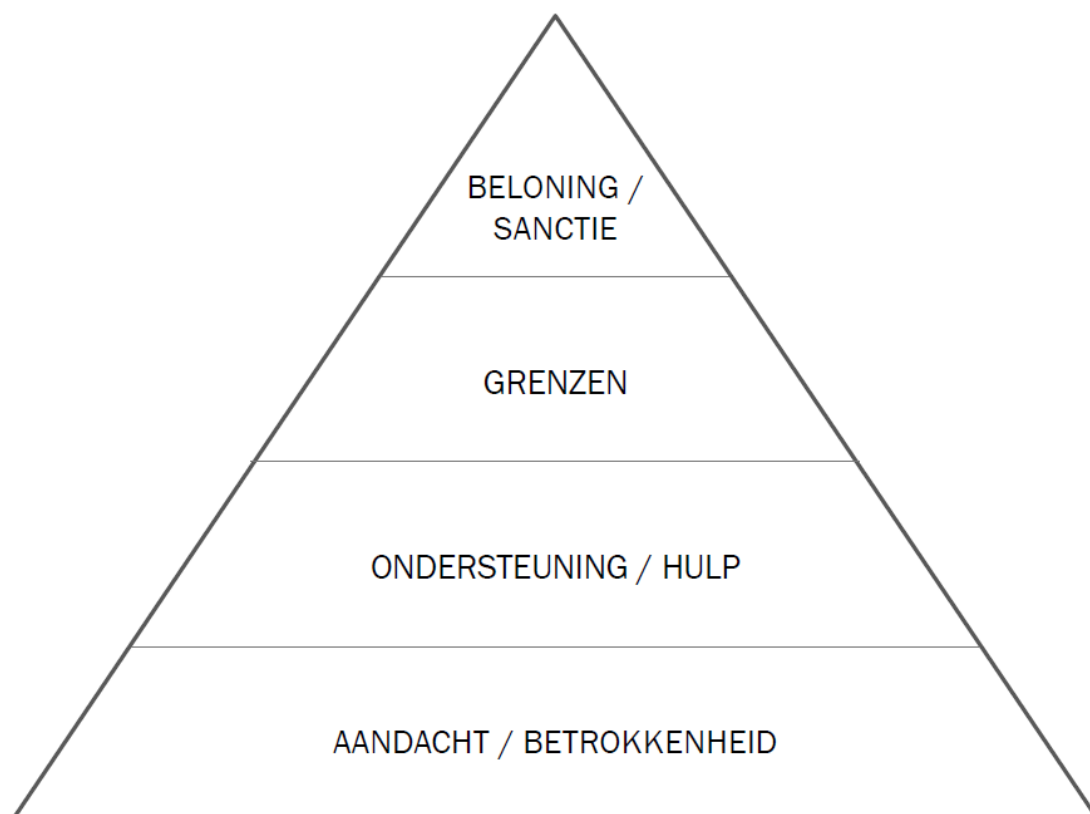 BELONING /
SANCTIE
GRENZEN
ONDERSTEUNING / HULP
AANDACHT / BETROKKENHEID